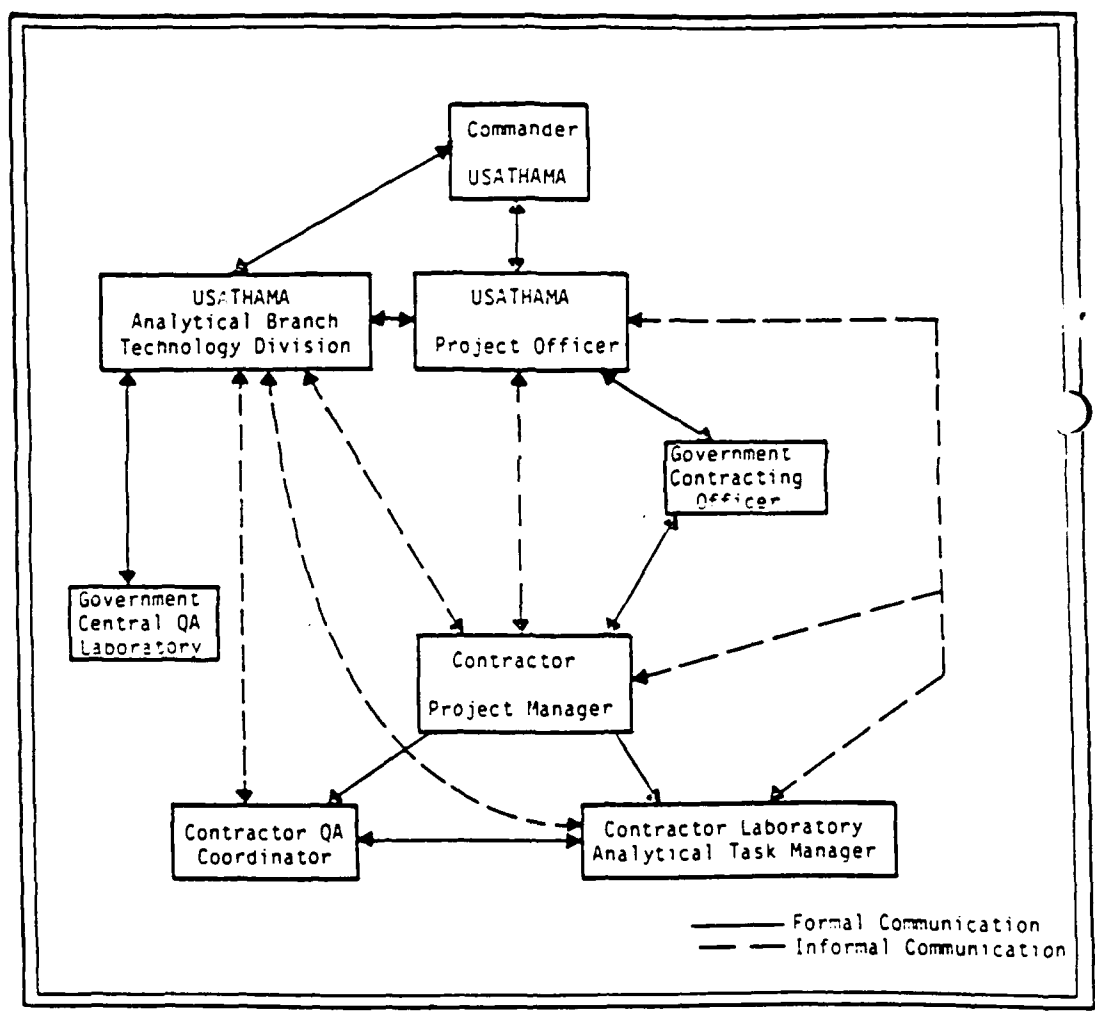 Commander
USATHAMA
USATHAMA
Analytical Branch
Technology Division
USATHAMA
Project Officer
Government
Contracting
Officer
Government
Central QA
Laboratory
Contractor
Project Manager
Contractor QA
Coordinator
Contractor Laboratory
Analytical Task Manager
Formal Communication
Informal Communication